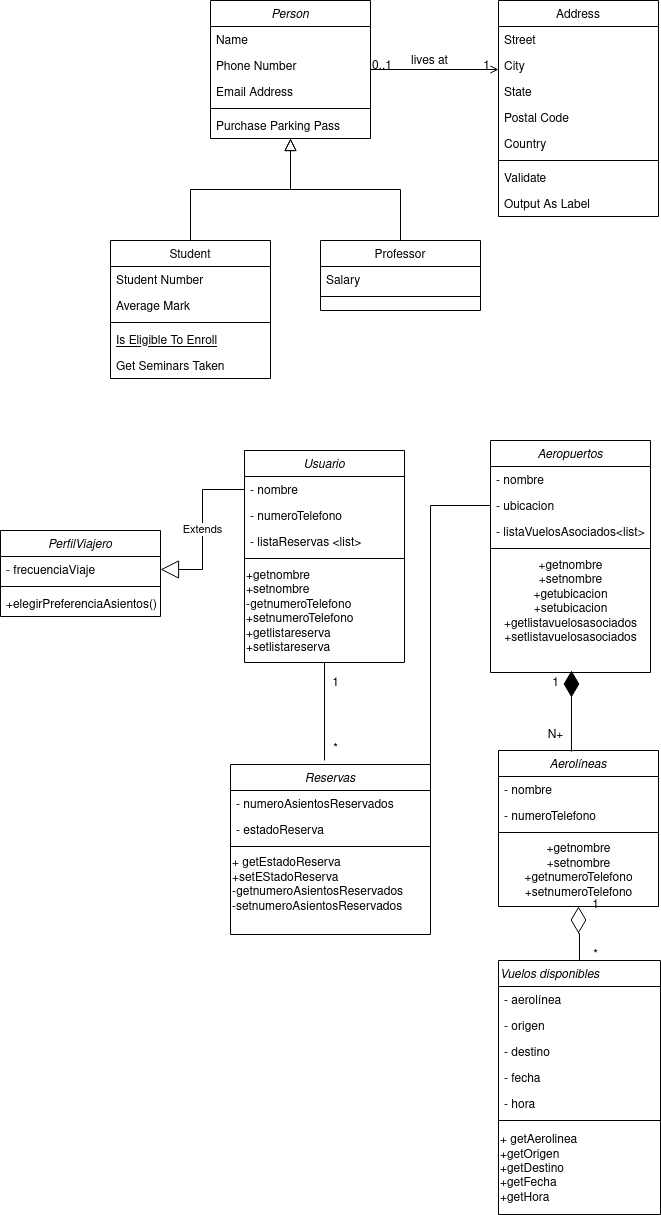 Person
Name
Phone Number
Email Address
Purchase Parking Pass
0..1
lives at
1
Address
Street
City
State
Postal Code
Country
Validate
Output As Label
Student
Student Number
Average Mark
Is Eligible To Enroll
Get Seminars Taken
Professor
Salary
Usuario
- nombre
- numeroTelefono
- listaReservas <list>
+getnombre
+setnombre
-getnumeroTelefono
+setnumeroTelefono
+getlistareserva
+setlistareserva
Extends
PerfilViajero
- frecuenciaViaje
+elegirPreferenciaAsientos()
Aeropuertos
- nombre
- ubicacion
- listaVuelosAsociados<list>
+getnombre
+setnombre
+getubicacion
+setubicacion
+getlistavuelosasociados
+setlistavuelosasociados
1
*
1
N+
Reservas
- numeroAsientosReservados
- estadoReserva
+ getEstadoReserva
+setEStadoReserva
-getnumeroAsientosReservados
-setnumeroAsientosReservados
Aerolíneas
- nombre
- numeroTelefono
+getnombre
+setnombre
+getnumeroTelefono
+setnumeroTelefono
1
*
Vuelos disponibles
- aerolínea
- origen
- destino
- fecha
- hora
+ getAerolinea
+getOrigen
+getDestino
+getFecha
+getHora